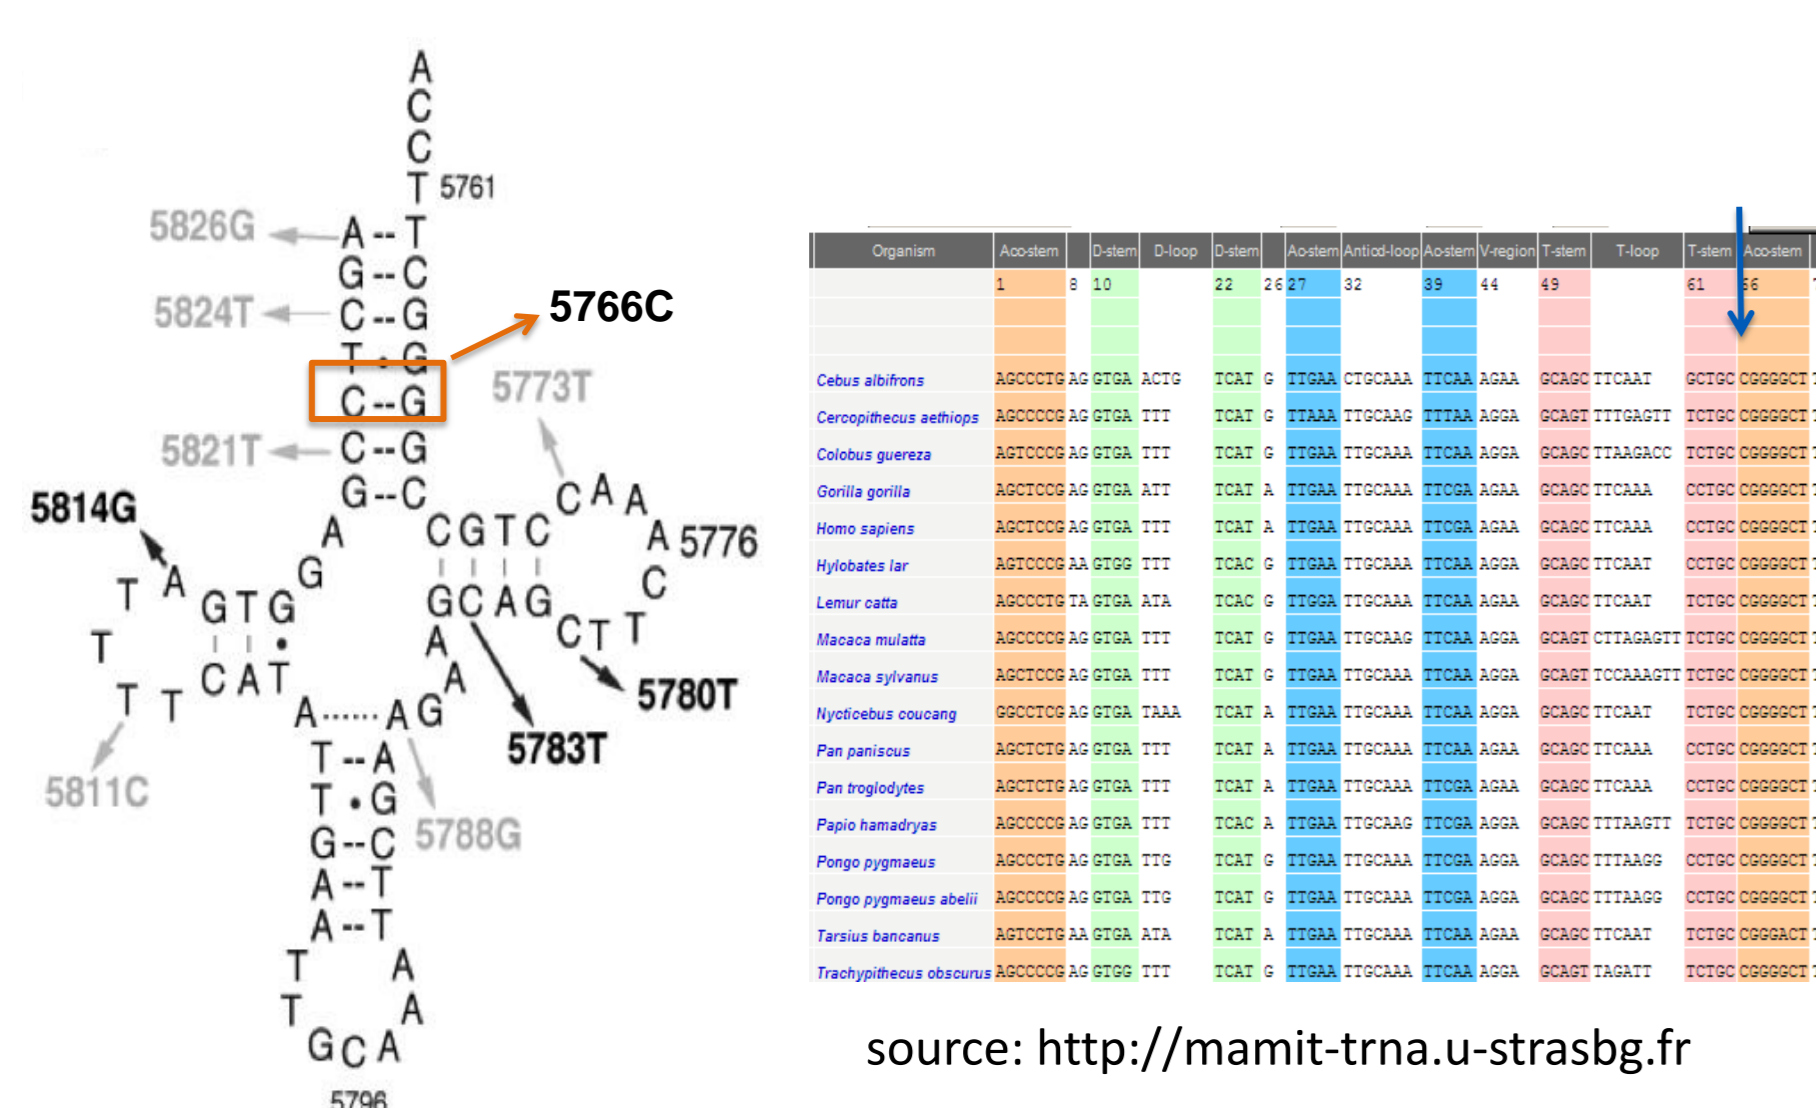 A
C
C
T 5761
5826G A -- T
G -- C
5824T C -- G
5766C
T • G
5773T
C -- G
5821T C -- G
G -- C
C A A
5814G
A C G T C A 5776
T A G T G G G C A G C
T A C T T
T T C A T A 5780T
A ...... A G
5783T
5811C
T -- A
T • G
5788G
G -- C
A -- T
A -- T
T A
T A
G C A
5796
Organism Aco-stem D-stem D-loop D-stem Ao-stem Anticd-loop Ao-stem V-region T-stem T-loop T-stem Aco-stem
1 8 10 22 26 27 32 39 44 49 61 66
Cebus albifrons AGCCCTG AG GTGA ACTG TCAT G TTGAA CTGCAAA TTCAA AGAA GCAGC TTCAAT GCTGC CGGGGCT
Cercopithecus aethiops AGCCCCG AG GTGA TTT TCAT G TTAAA TTGCAAG TTTAA AGGA GCAGT TTTGAGTT TCTGC CGGGGCT
Colobus guereza AGTCCCG AG GTGA TTT TCAT G TTGAA TTGCAAA TTCAA AGGA GCAGC TTAAGACC TCTGC CGGGGCT
Gorilla gorilla AGCTCCG AG GTGA ATT TCAT A TTGAA TTGCAAA TTCGA AGAA GCAGC TTCAAA CCTGC CGGGGCT
Homo sapiens AGCTCCG AG GTGA TTT TCAT A TTGAA TTGCAAA TTCGA AGAA GCAGC TTCAAA CCTGC CGGGGCT
Hylobates lar AGTCCCG AA GTGG TTT TCAC G TTGAA TTGCAAA TTCAA AGGA GCAGC TTCAAT CCTGC CGGGGCT
Lemur catta AGCCCTG TA GTGA ATA TCAC G TTGGA TTGCAAA TTCAA AGAA GCAGC TTCAAT TCTGC CGGGGCT
Macaca mulatta AGCCCCG AG GTGA TTT TCAT G TTGAA TTGCAAG TTCAA AGGA GCAGT CTTAGAGTT TCTGC CGGGGCT
Macaca sylvanus AGCTCCG AG GTGA TTT TCAT G TTGAA TTGCAAA TTCAA AGGA GCAGT TCCAAAGTT TCTGC CGGGGCT
Nycticebus coucang GGCCTCG AG GTGA TAAA TCAT A TTGAA TTGCAAA TTCAA AGGA GCAGC TTCAAT TCTGC CGGGGCT
Pan paniscus AGCTCTG AG GTGA TTT TCAT A TTGAA TTGCAAA TTCAA AGAA GCAGC TTCAAA CCTGC CGGGGCT
Pan troglodytes AGCTCTG AG GTGA TTT TCAT A TTGAA TTGCAAA TTCGA AGAA GCAGC TTCAAA CCTGC CGGGGCT
Papio hamadryas AGCCCCG AG GTGA TTT TCAC A TTGAA TTGCAAG TTCGA AGGA GCAGC TTTAAGTT TCTGC CGGGGCT
Pongo pygmaeus AGCCCTG AG GTGA TTG TCAT G TTGAA TTGCAAA TTCGA AGGA GCAGC TTTAAGG CCTGC CGGGGCT
Pongo pygmaeus abelii AGCCCCG AG GTGA TTG TCAT G TTGAA TTGCAAA TTCGA AGGA GCAGC TTTAAGG CCTGC CGGGGCT
Tarsius bancanus AGTCCTG AA GTGA ATA TCAT A TTGAA TTGCAAA TTCAA AGAA GCAGC TTCAAT TCTGC CGGGACT
Trachypithecus obscurus AGCCCCG AG GTGG TTT TCAT G TTGAA TTGCAAA TTCAA AGGA GCAGT TAGATT TCTGC CGGGGCT
source: http://mamit-trna.u-strasbg.fr